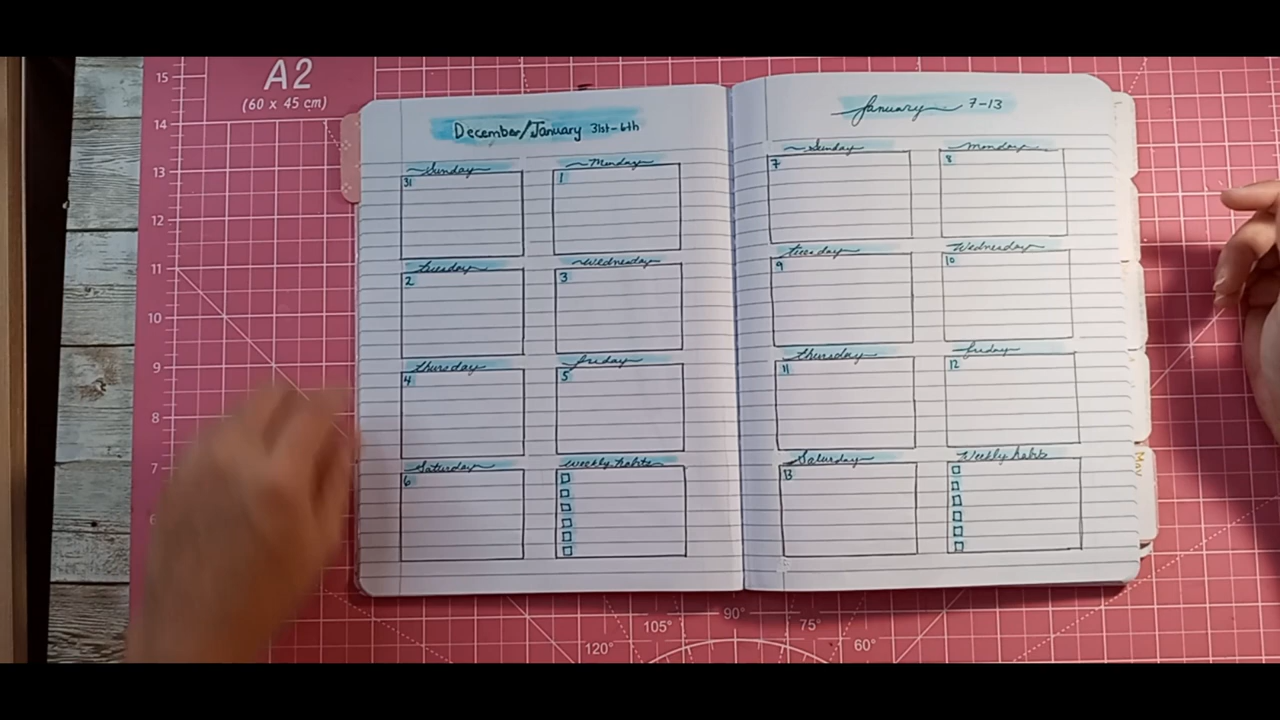 A2
(60 x 45 cm)
15
14
13
12
11
10
9
8
7
December/January 31st-6th
Sunday
31
Monday
1
Tuesday
2
Wednesday
3
Thursday
4
Friday
5
Saturday
6
Weekly habits
January 7-13
Sunday
7
Monday
8
Tuesday
9
Wednesday
10
Thursday
11
Friday
12
Saturday
13
Weekly habits
May
120°
105°
90°
75°
60°